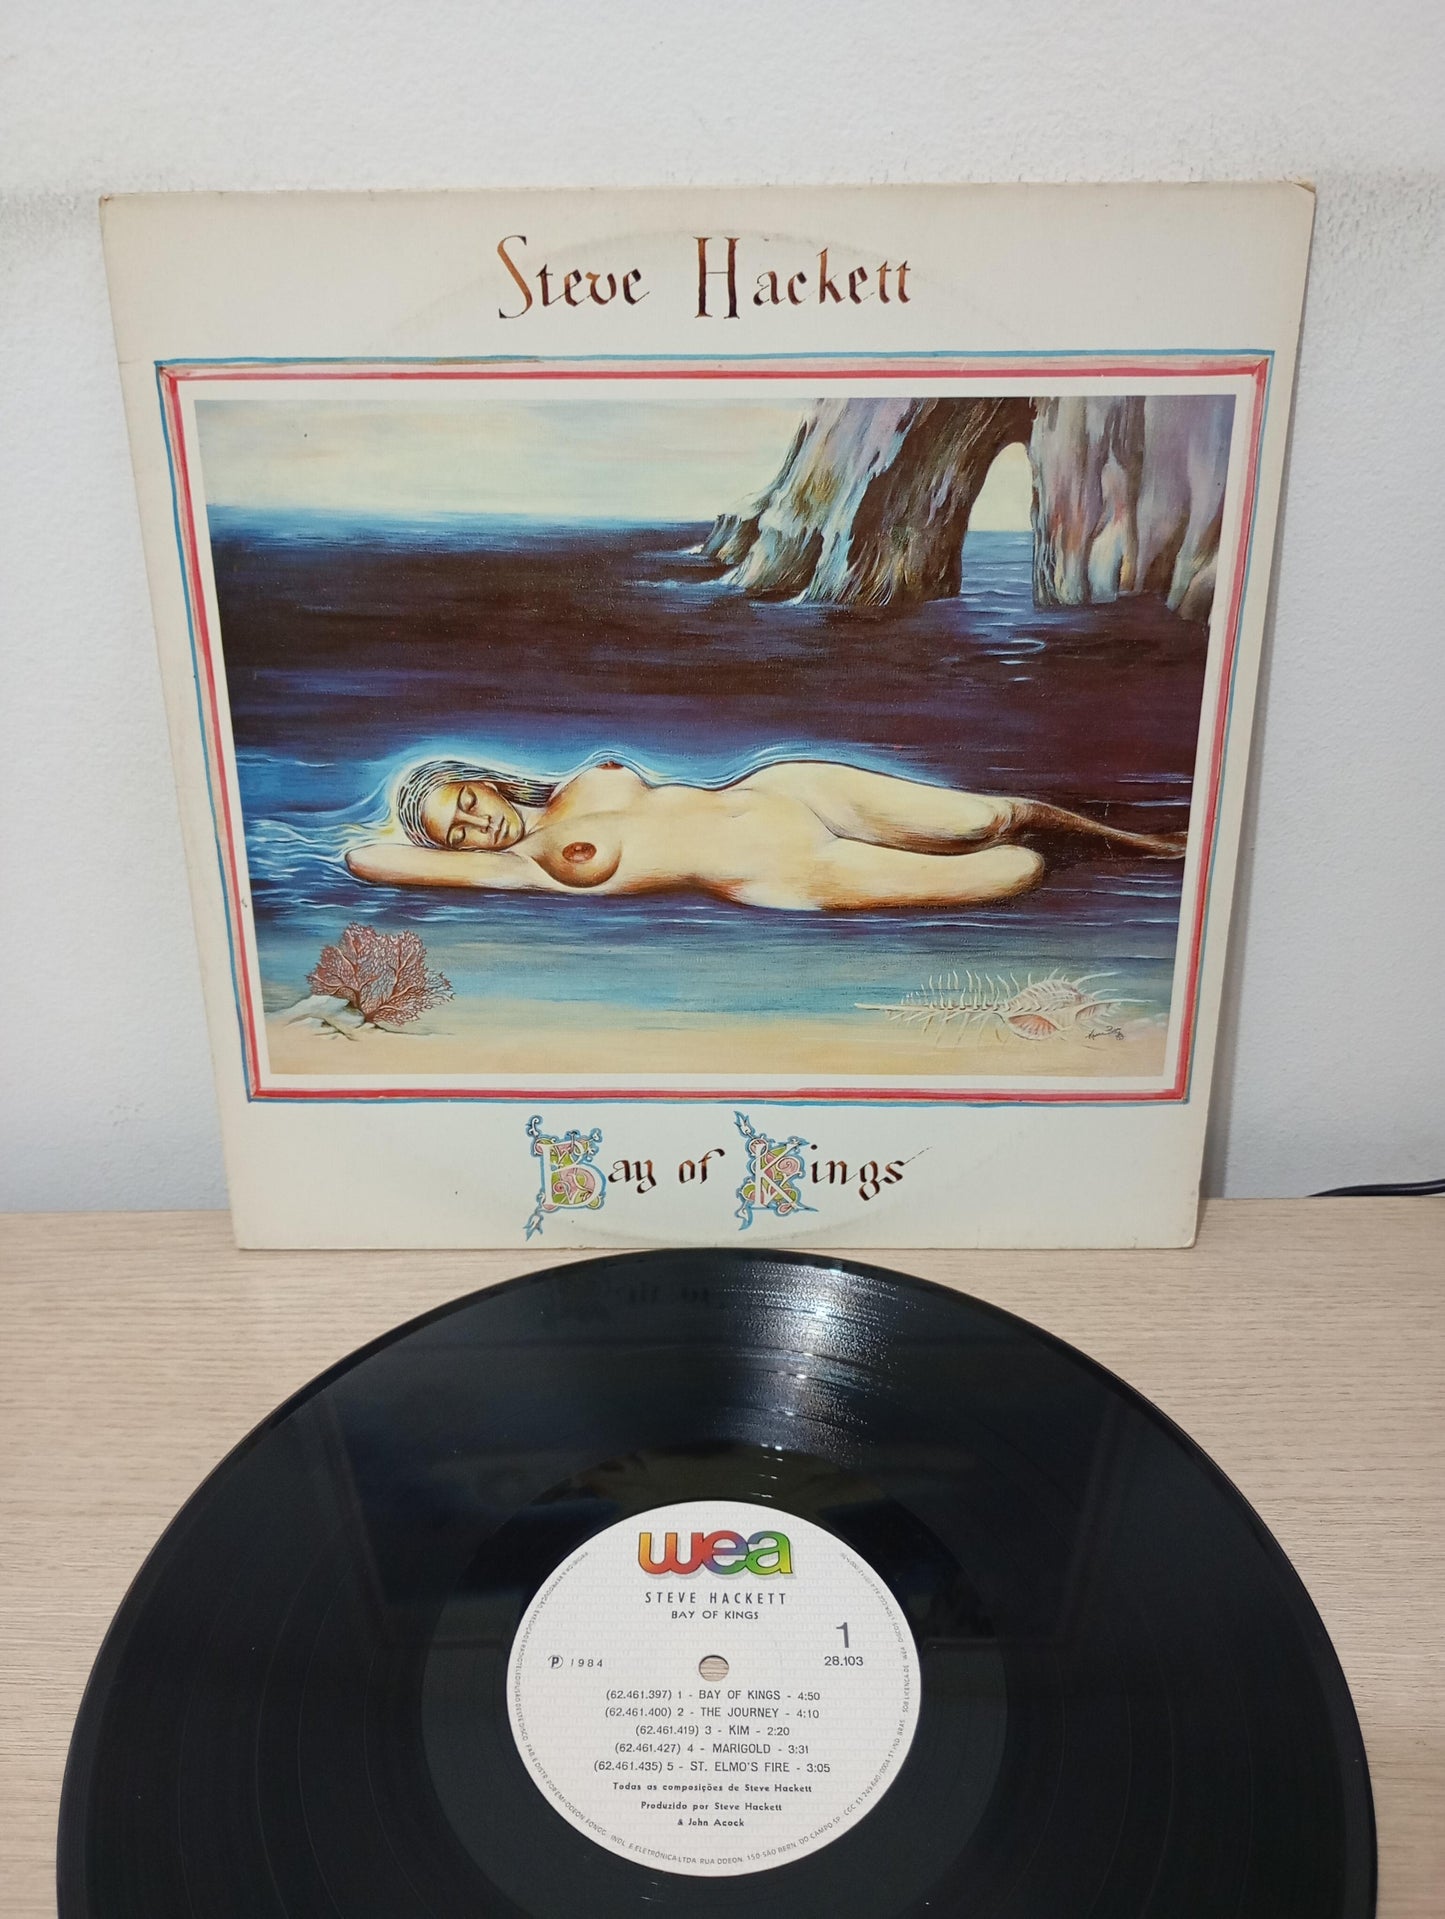 Steve Hackett
Bay of Kings
wea
STEVE HACKETT
BAY OF KINGS
1
28.103
℗ 1984
(62.461.397) 1 - BAY OF KINGS - 4:50
(62.461.400) 2 - THE JOURNEY - 4:10
(62.461.419) 3 - KIM - 2:20
(62.461.427) 4 - MARIGOLD - 3:31
(62.461.435) 5 - ST. ELMO'S FIRE - 3:05
Todas as composições de Steve Hackett
Produzido por Steve Hackett
& John Acock